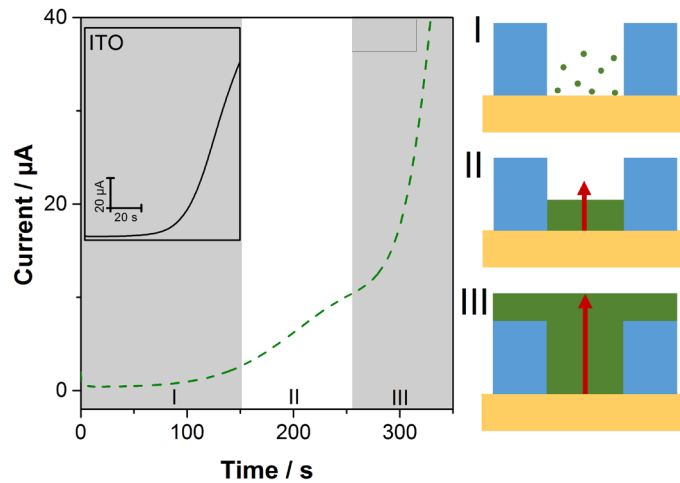 40
20
0
Current / µA
ITO
20 µA
20 s
I
II
III
0
100
200
300
Time / s
I
II
III